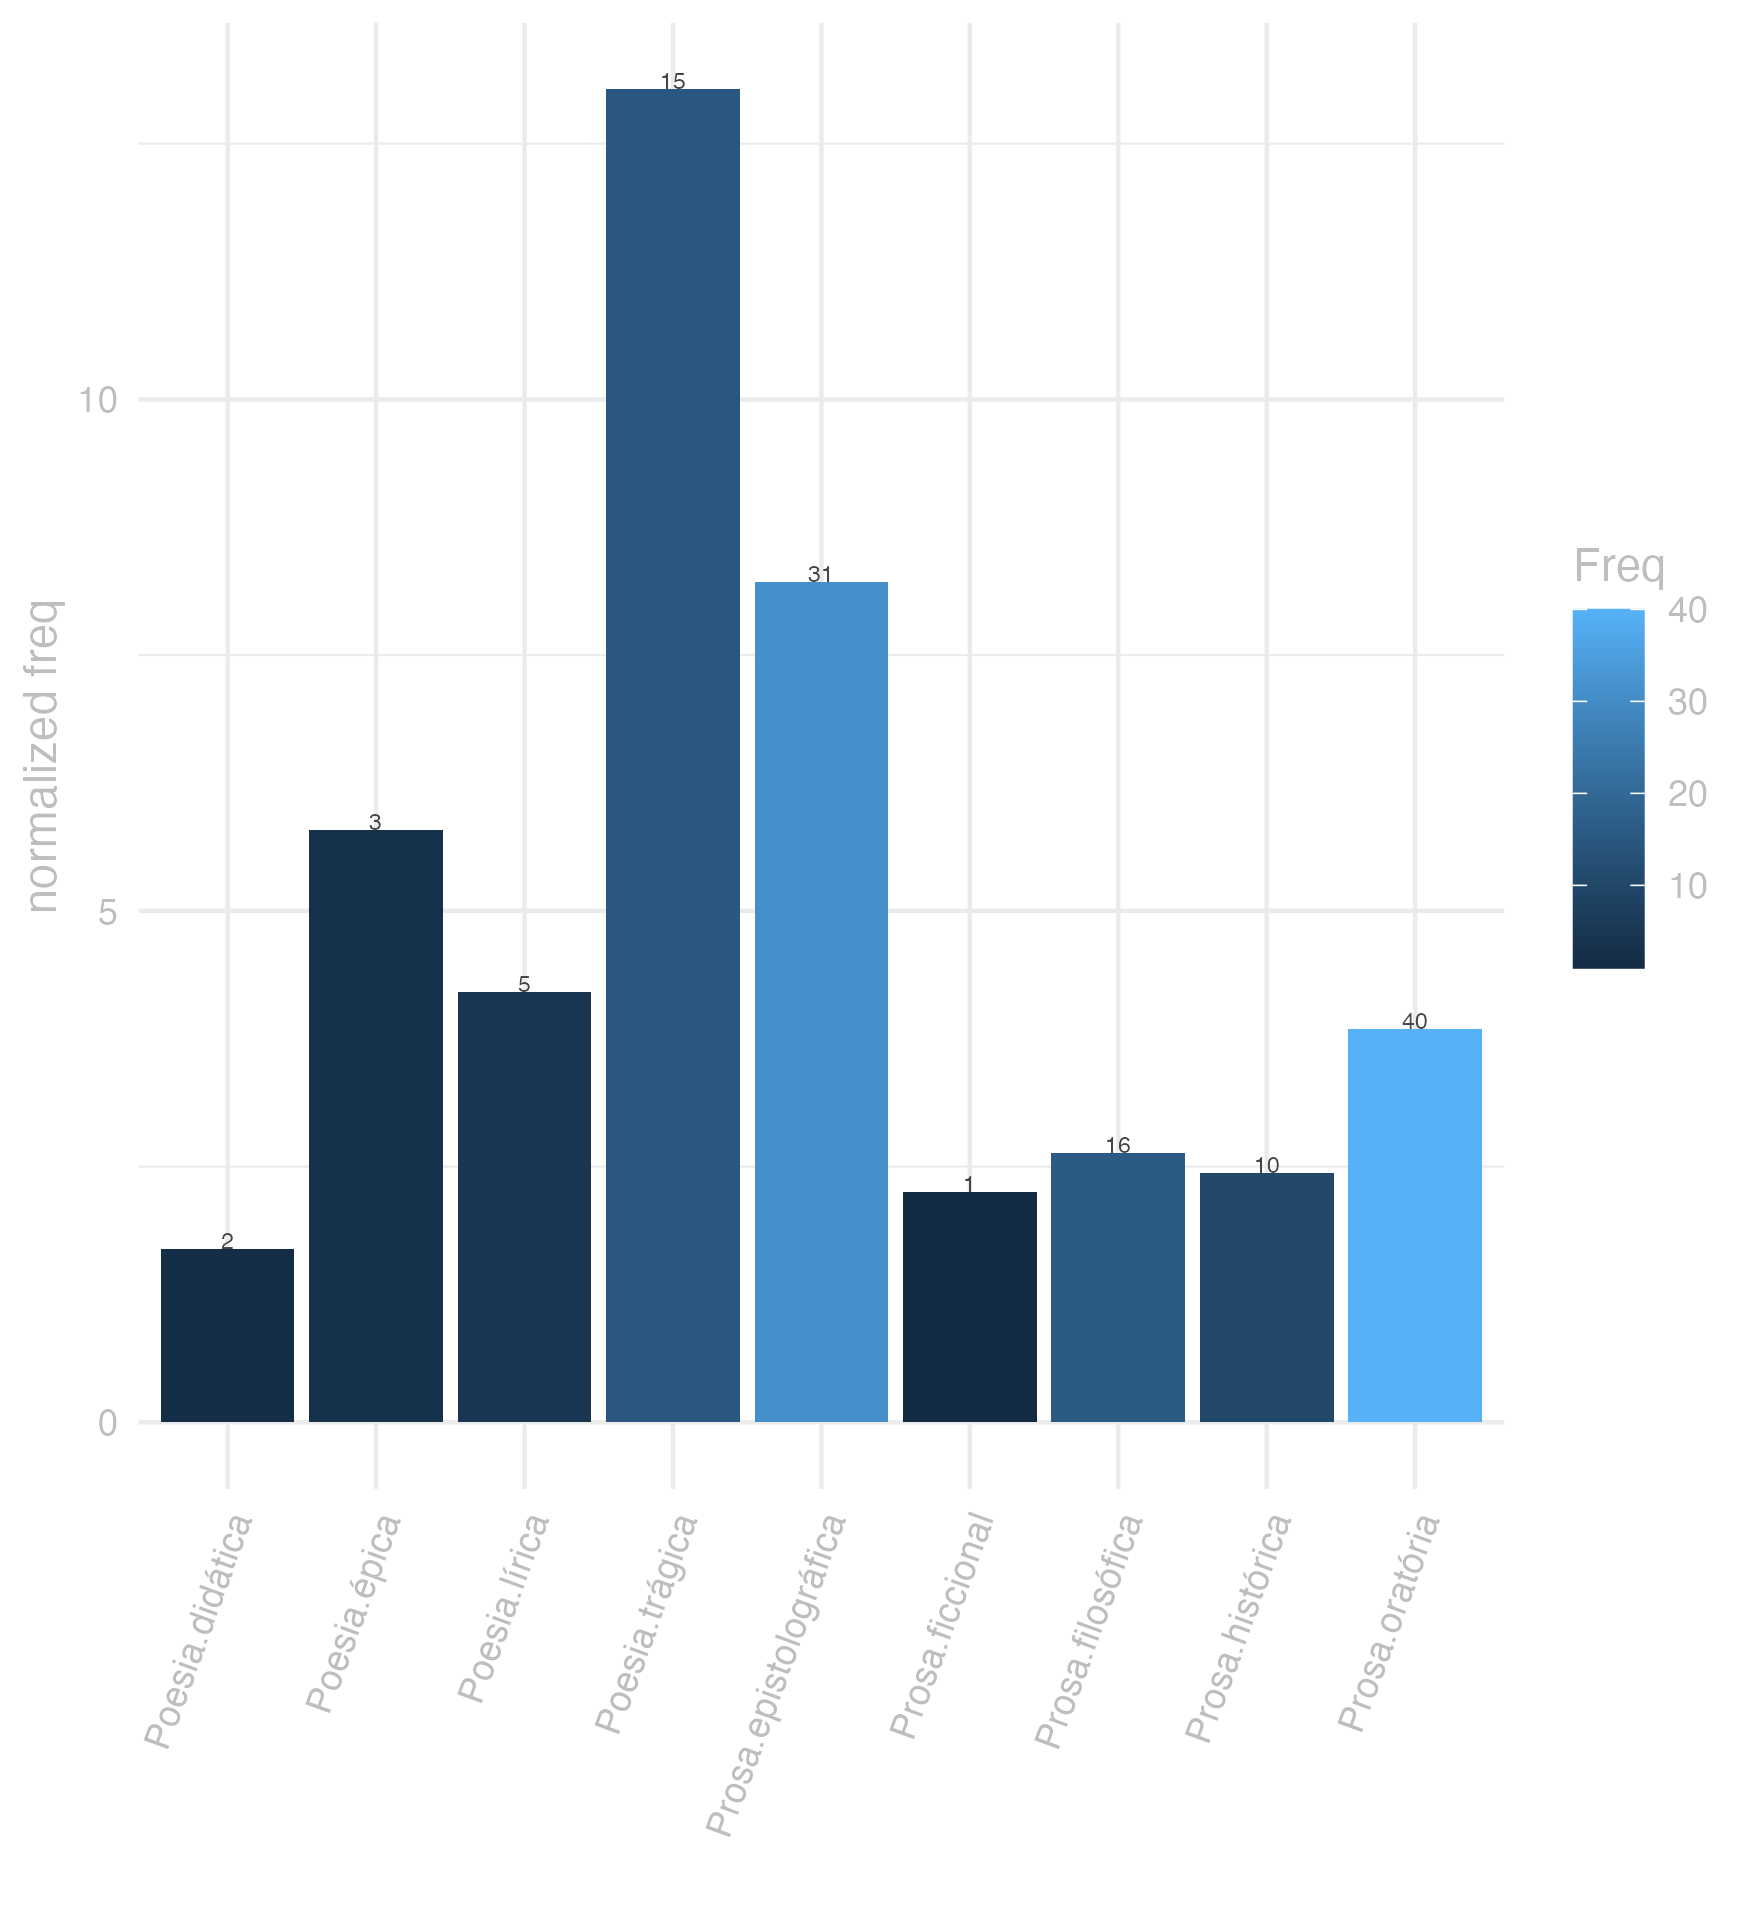 15
10
31
normalized freq
Freq
40
30
20
10
3
5
5
40
16
10
1
2
0
Poesia.didática
Poesia.épica
Poesia.lírica
Poesia.trágica
Prosa.epistolográfica
Prosa.ficcional
Prosa.filosófica
Prosa.histórica
Prosa.oratória